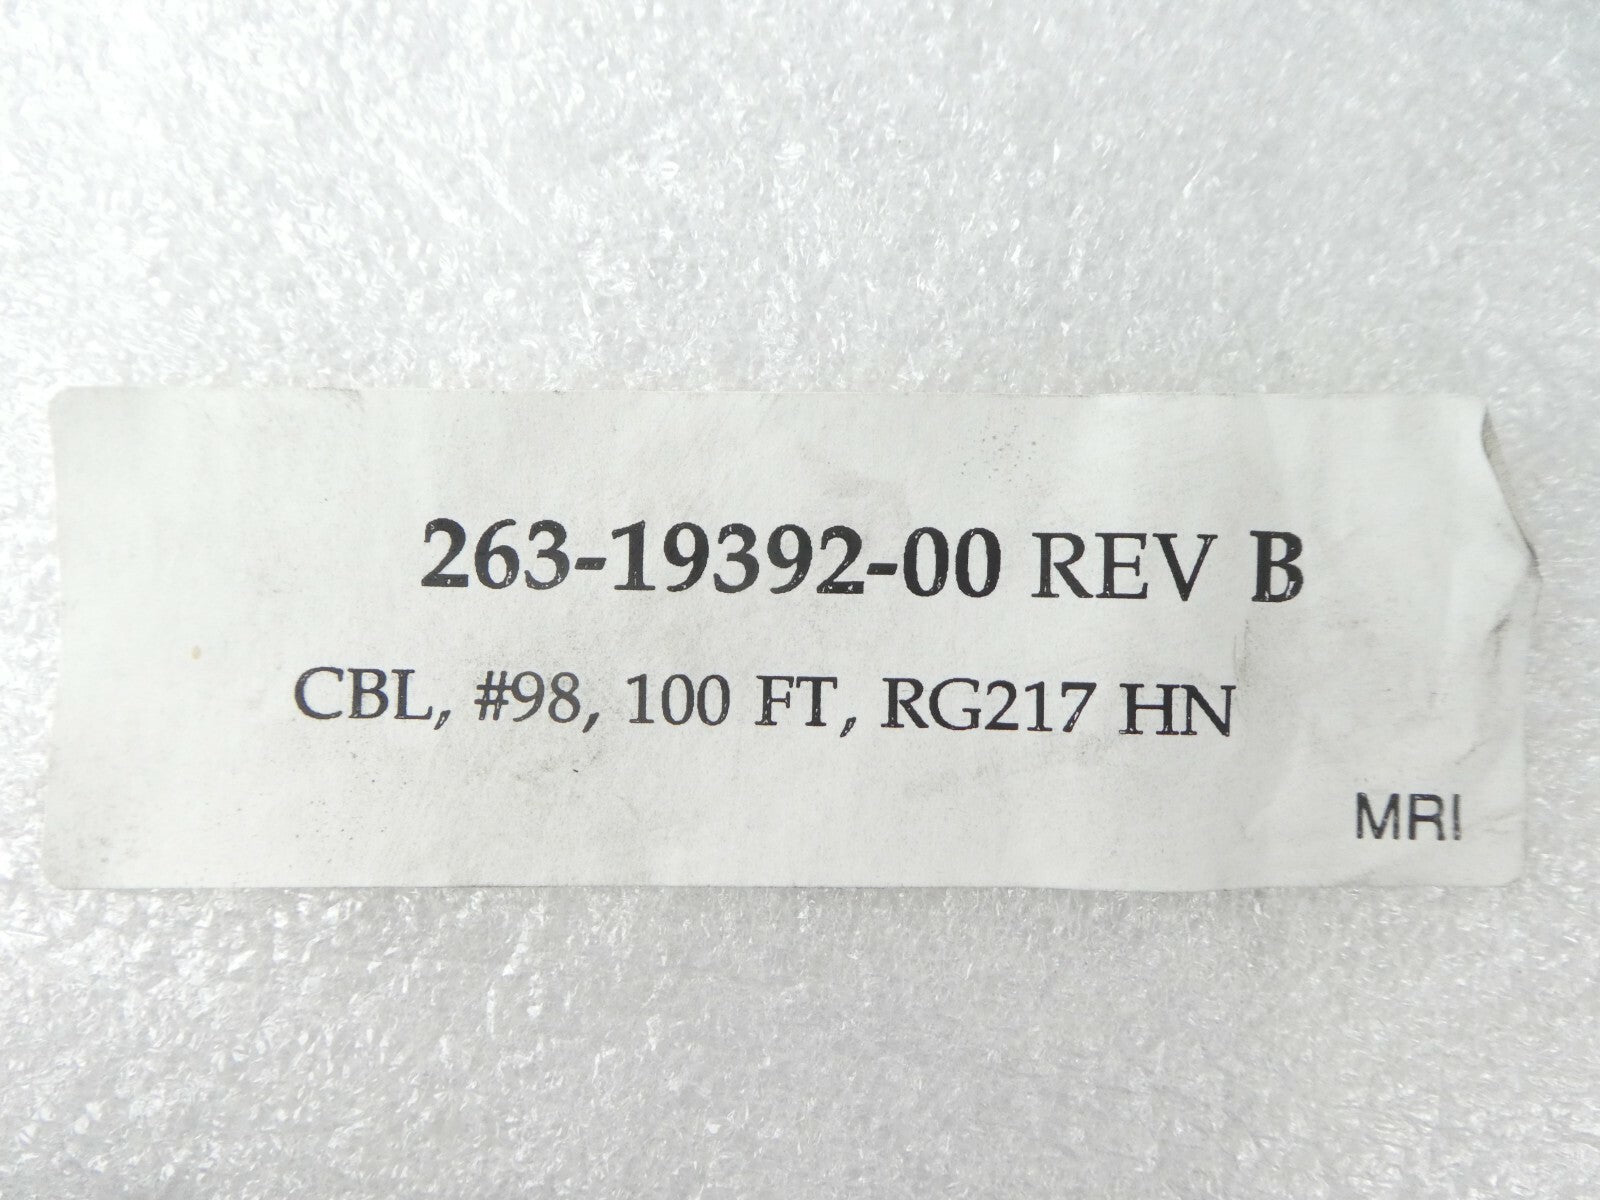 263-19392-00 REV B
CBL, #98, 100 FT, RG217 HN
MRI